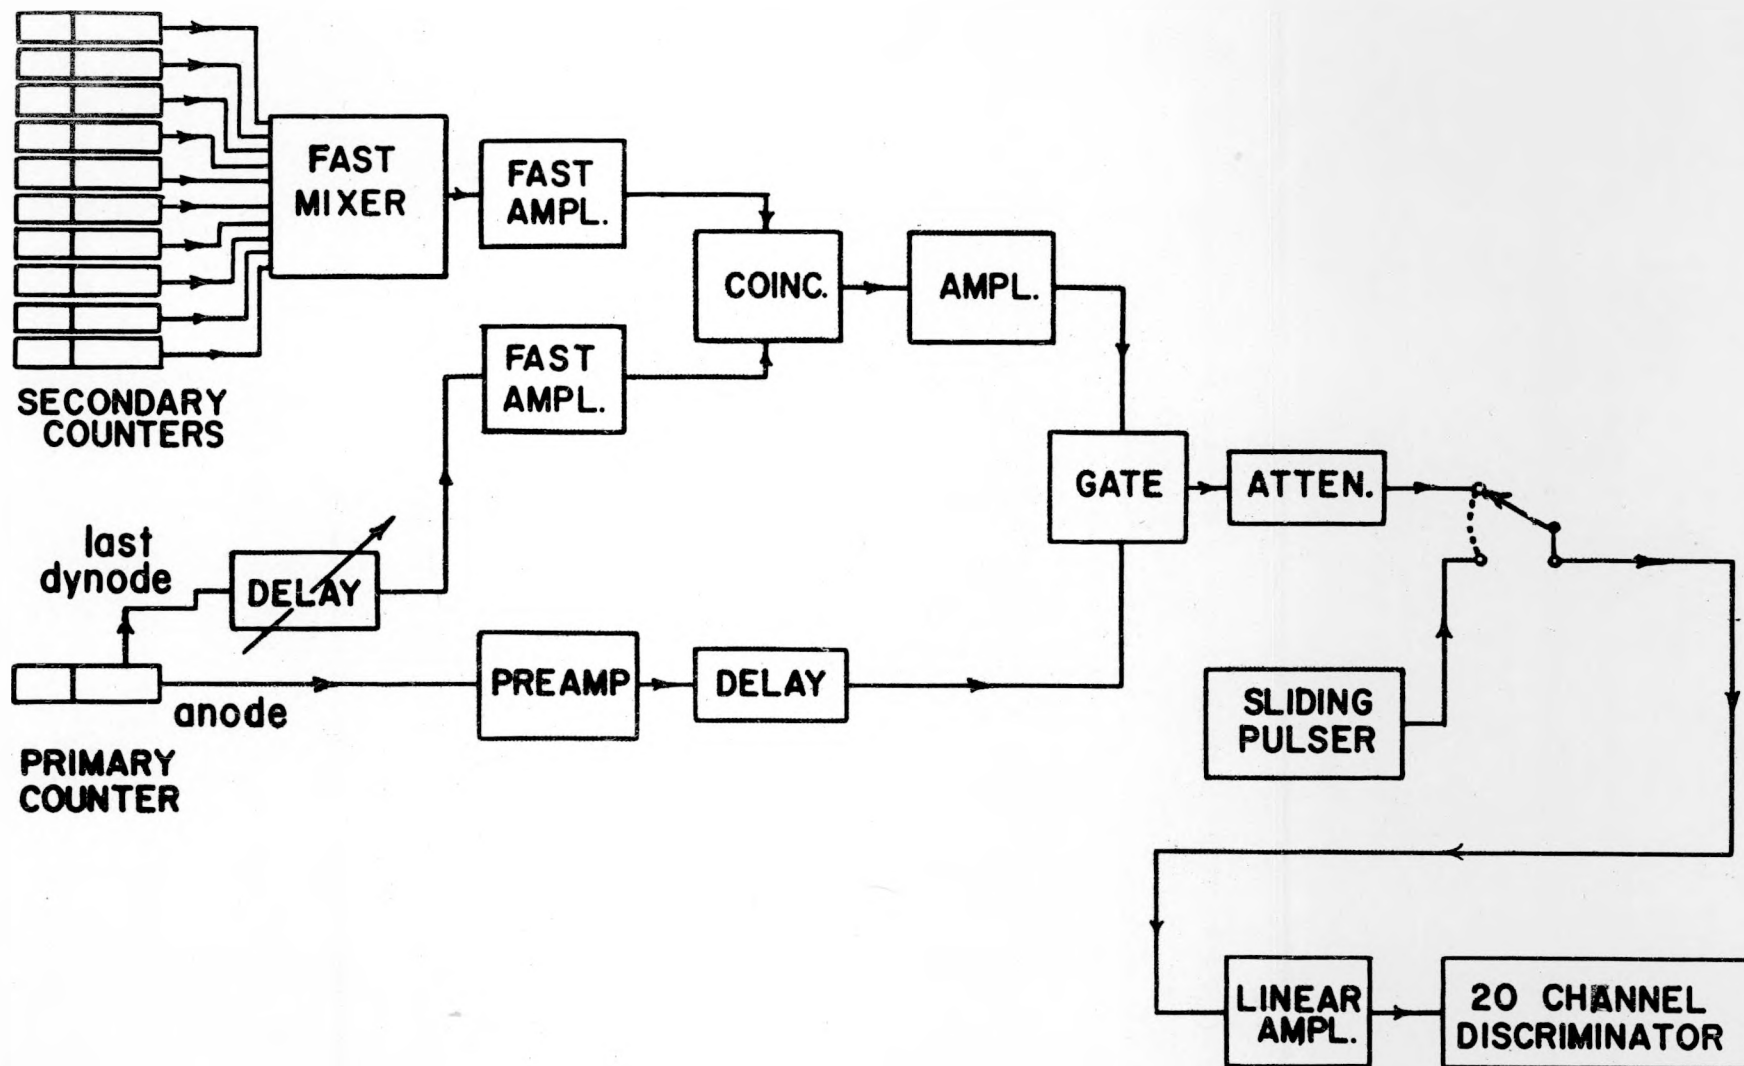 FAST
MIXER
FAST
AMPL.
COINC.
AMPL.
FAST
AMPL.
SECONDARY
COUNTERS
GATE
ATTEN.
last
dynode
DELAY
PREAMP
DELAY
anode
SLIDING
PULSER
PRIMARY
COUNTER
LINEAR
AMPL.
20 CHANNEL
DISCRIMINATOR